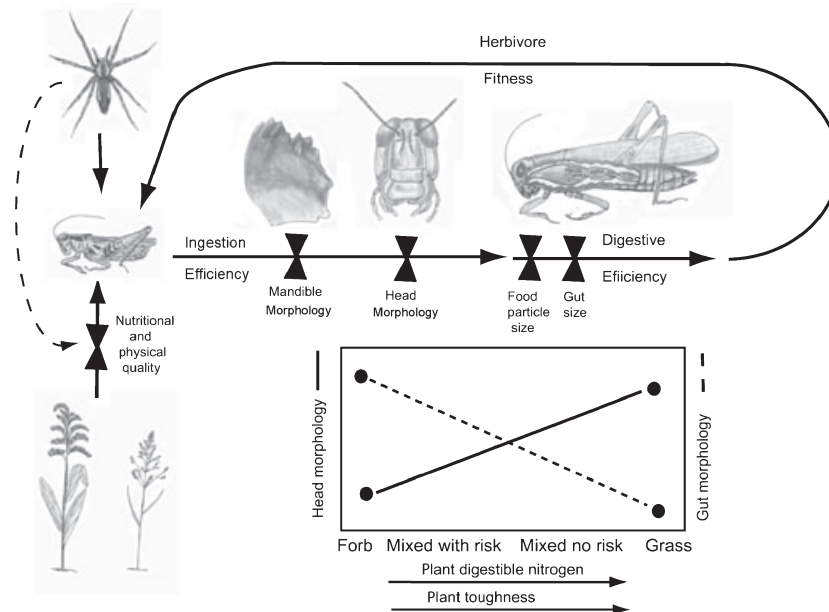 Herbivore
Fitness
Ingestion
Efficiency
Mandible
Morphology
Head
Morphology
Food
particle
size
Gut
size
Digestive
Efiiciency
Nutritional
and
physical
quality
Head morphology
Gut morphology
Forb Mixed with risk Mixed no risk Grass
Plant digestible nitrogen
Plant toughness